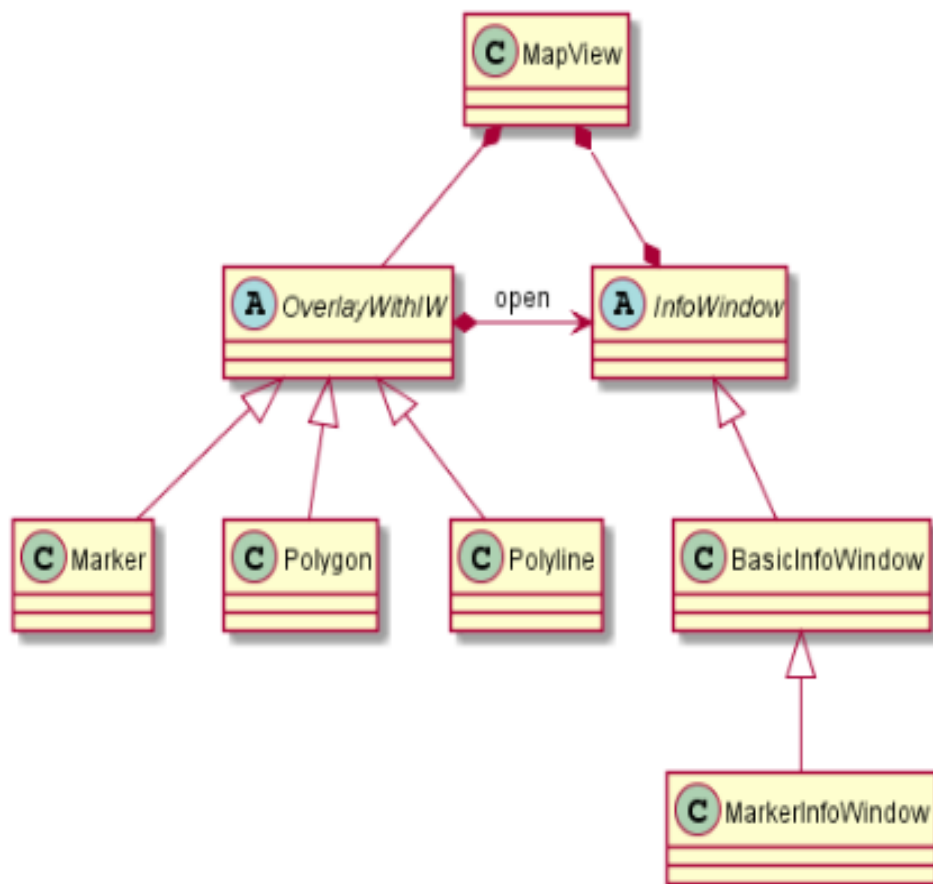 C MapView
A OverlayWithIW
open
A InfoWindow
C Marker
C Polygon
C Polyline
C BasicInfoWindow
C MarkerInfoWindow